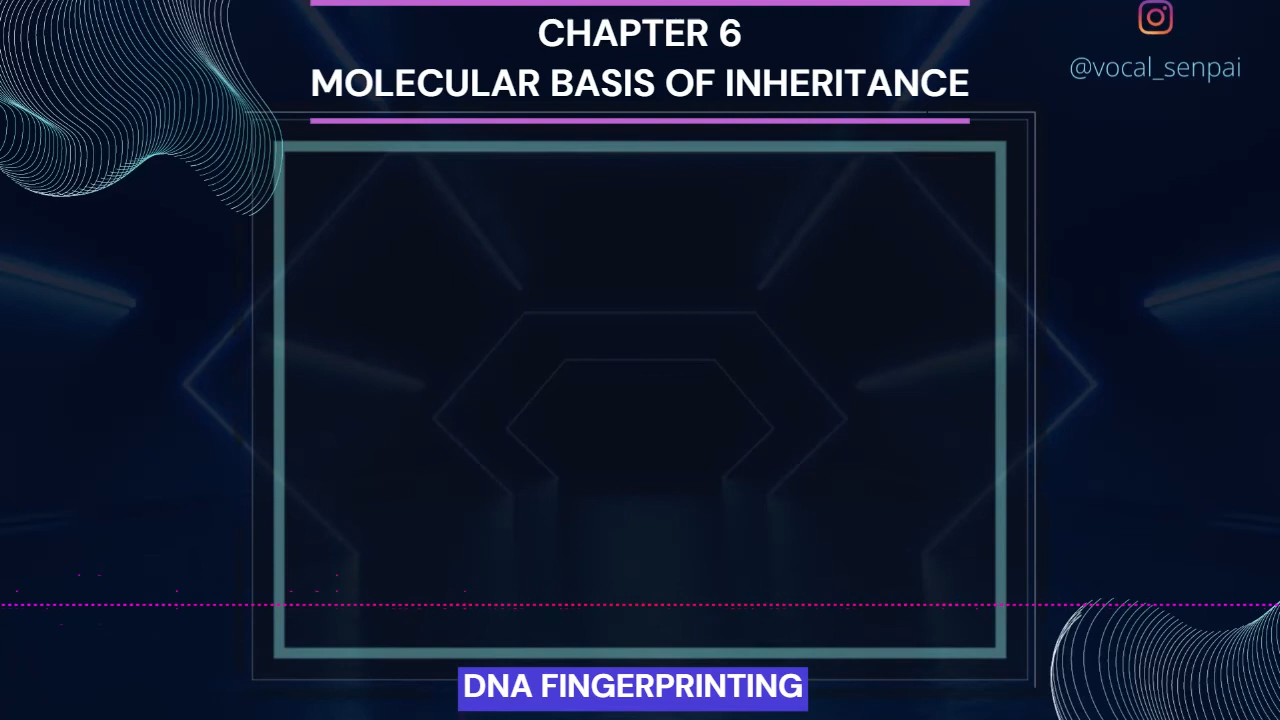 CHAPTER 6
MOLECULAR BASIS OF INHERITANCE
@vocal_senpai
DNA FINGERPRINTING